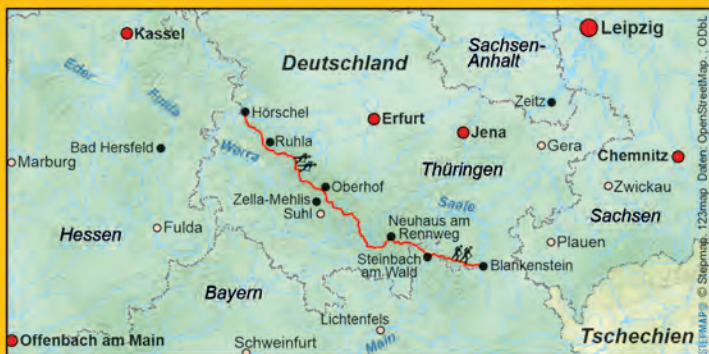 Kassel
Leipzig
Sachsen-
Anhalt
Deutschland
Eder
Fulda
Zeitz
Hörschel
Erfurt
Jena
Ruhla
Werra
Bad Hersfeld
Gera
Chemnitz
Marburg
Thüringen
Oberhof
Zwickau
Zella-Mehlis
Suhl
Saale
Sachsen
Neuhaus am
Rennweg
Fulda
Hessen
Plauen
Steinbach
am Wald
Blankenstein
Bayern
Lichtenfels
Tschechien
Offenbach am Main
Main
Schweinfurt
STEPMAP© © Stepmap, 123map Daten: OpenStreetMap, : ODbL